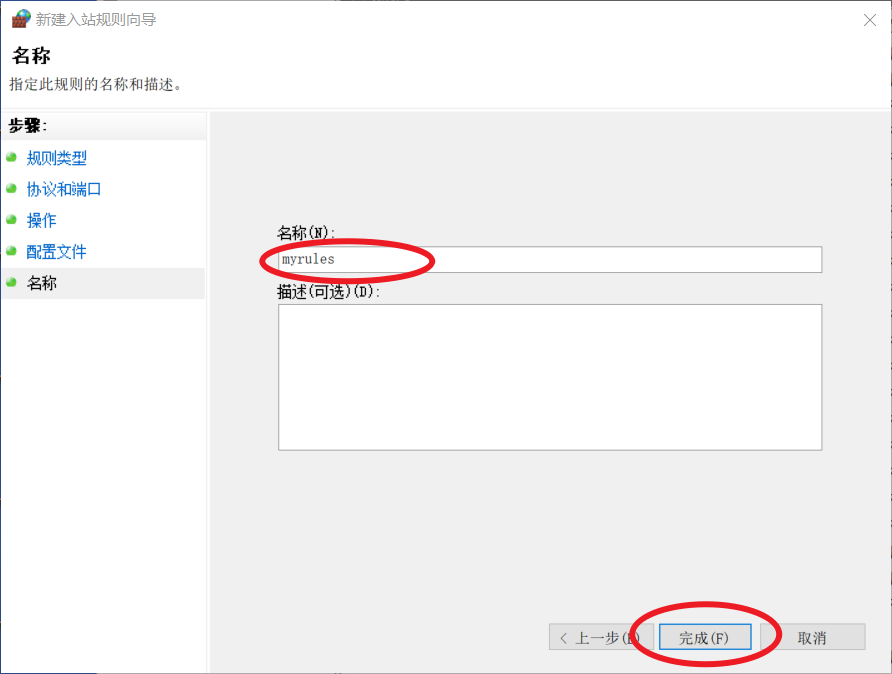 新建入站规则向导
名称
指定此规则的名称和描述。
步骤:
规则类型
协议和端口
操作
配置文件
名称
名称(N):
myrules
描述(可选)(D):
< 上一步(B)
完成(F)
取消